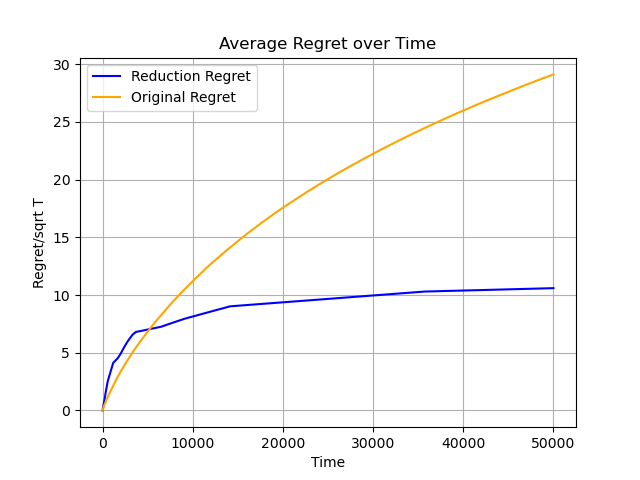 Average Regret over Time
Reduction Regret
Original Regret
Regret/sqrt T
30
25
20
15
10
5
0
0 10000 20000 30000 40000 50000
Time